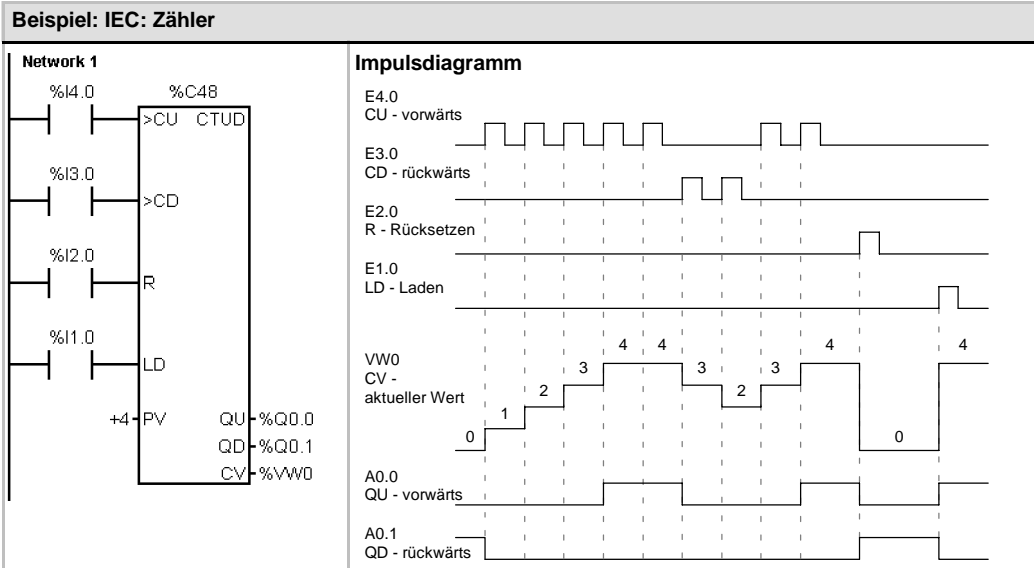 Beispiel: IEC: Zähler
Network 1
%I4.0
%C48
>CU CTUD
%I3.0
>CD
%I2.0
R
%I1.0
LD
+4 PV QU %Q0.0
QD %Q0.1
CV %VW0
Impulsdiagramm
E4.0
CU - vorwärts
E3.0
CD - rückwärts
E2.0
R - Rücksetzen
E1.0
LD - Laden
VW0
CV -
aktueller Wert
0 1 2 3 4 4 3 2 3 4 0 4
A0.0
QU - vorwärts
A0.1
QD - rückwärts